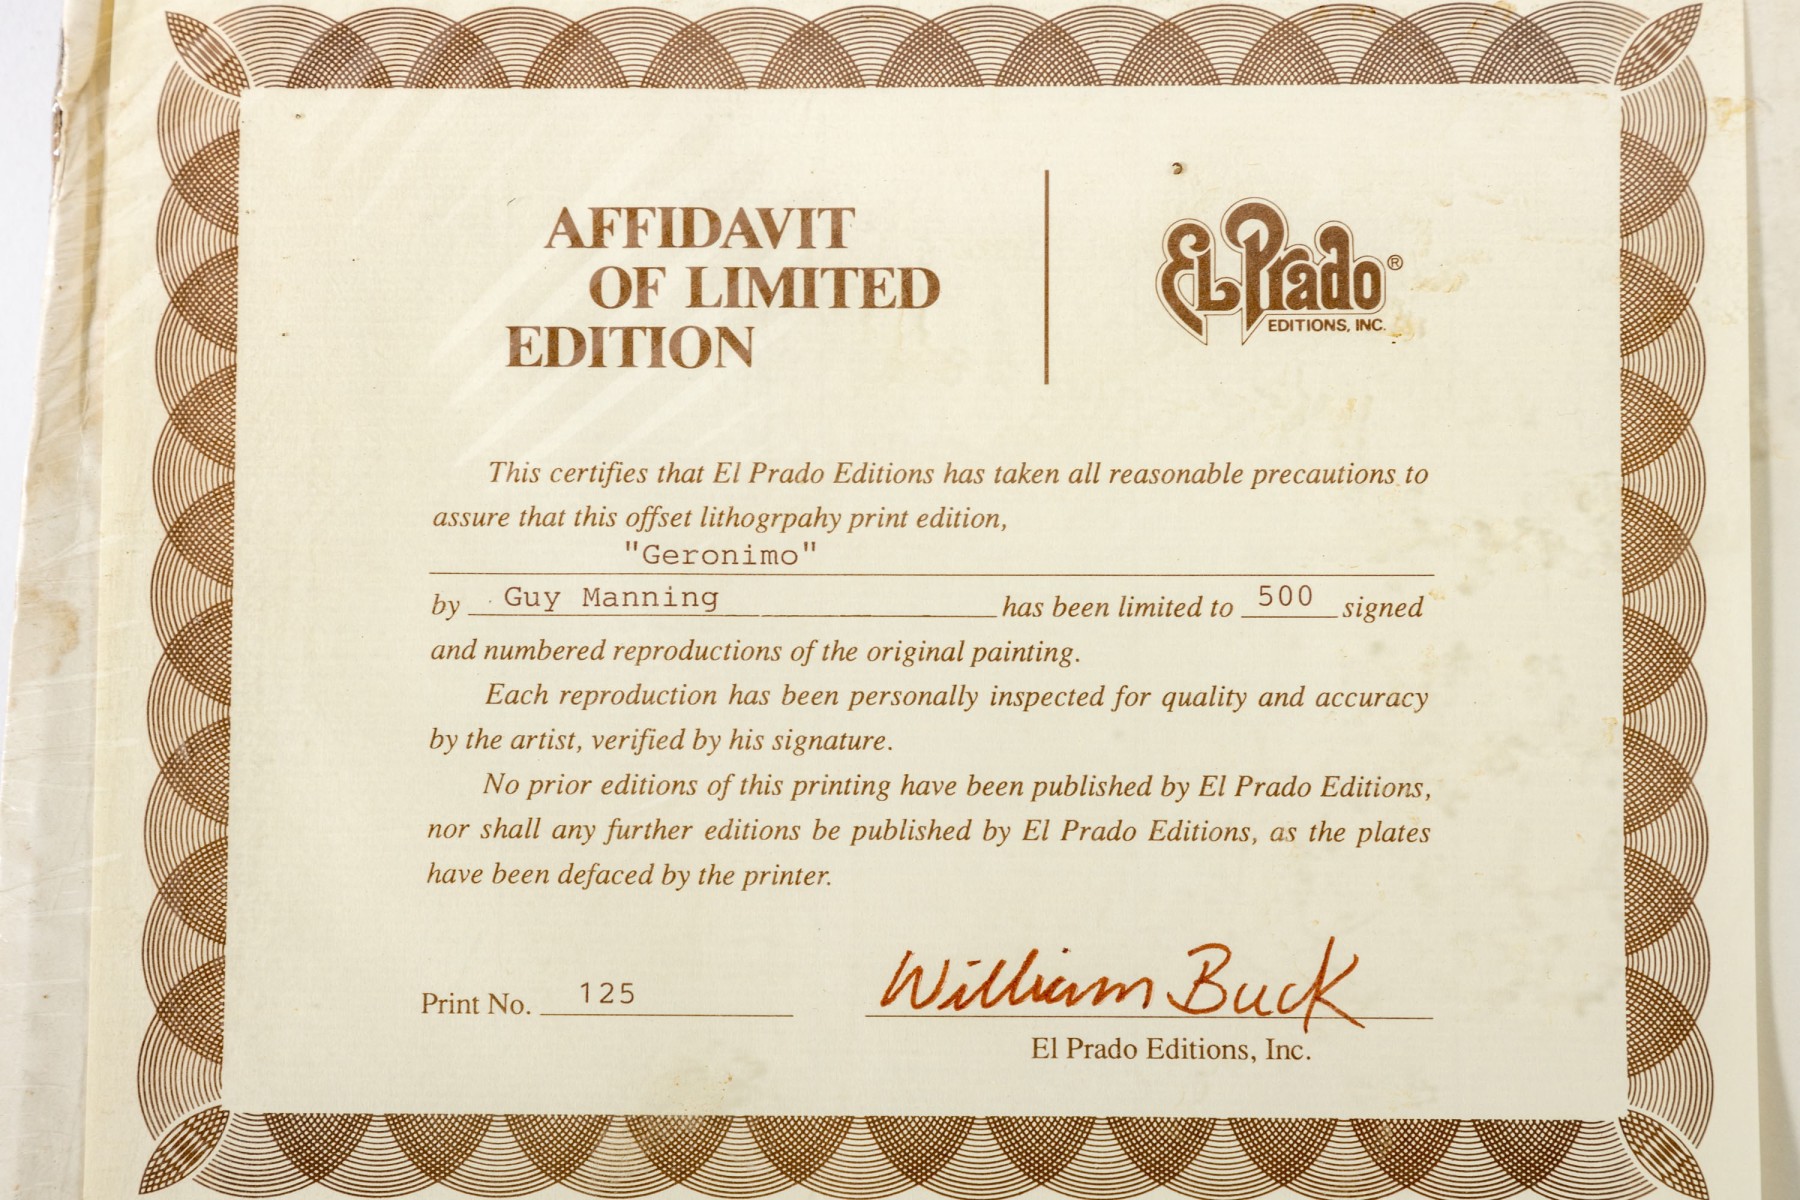 AFFIDAVIT
OF LIMITED
EDITION
El Prado®
EDITIONS, INC.
This certifies that El Prado Editions has taken all reasonable precautions to
assure that this offset lithogrpahy print edition,
"Geronimo"
by Guy Manning has been limited to 500 signed
and numbered reproductions of the original painting.
Each reproduction has been personally inspected for quality and accuracy
by the artist, verified by his signature.
No prior editions of this printing have been published by El Prado Editions,
nor shall any further editions be published by El Prado Editions, as the plates
have been defaced by the printer.
Print No. 125
William Buck
El Prado Editions, Inc.